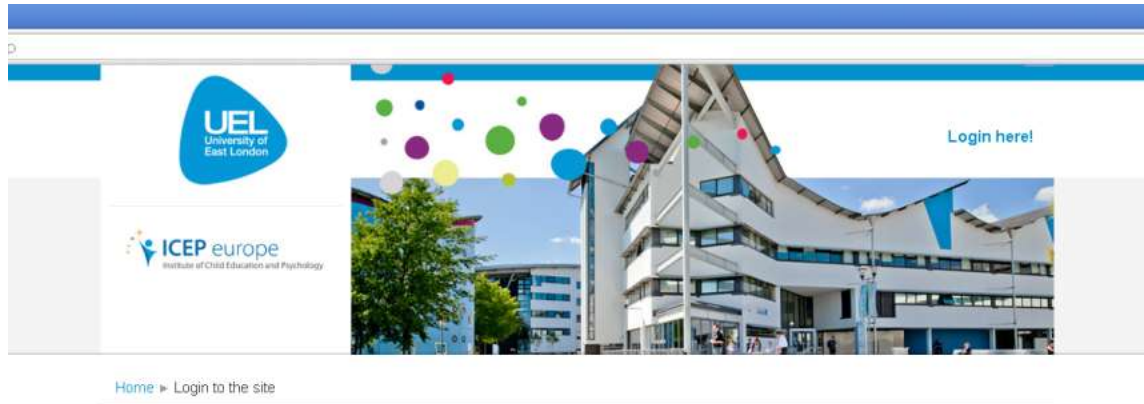 UEL
University of
East London
Login here!
ICEP europe
Institute of Child Education and Psychology
Home ► Login to the site